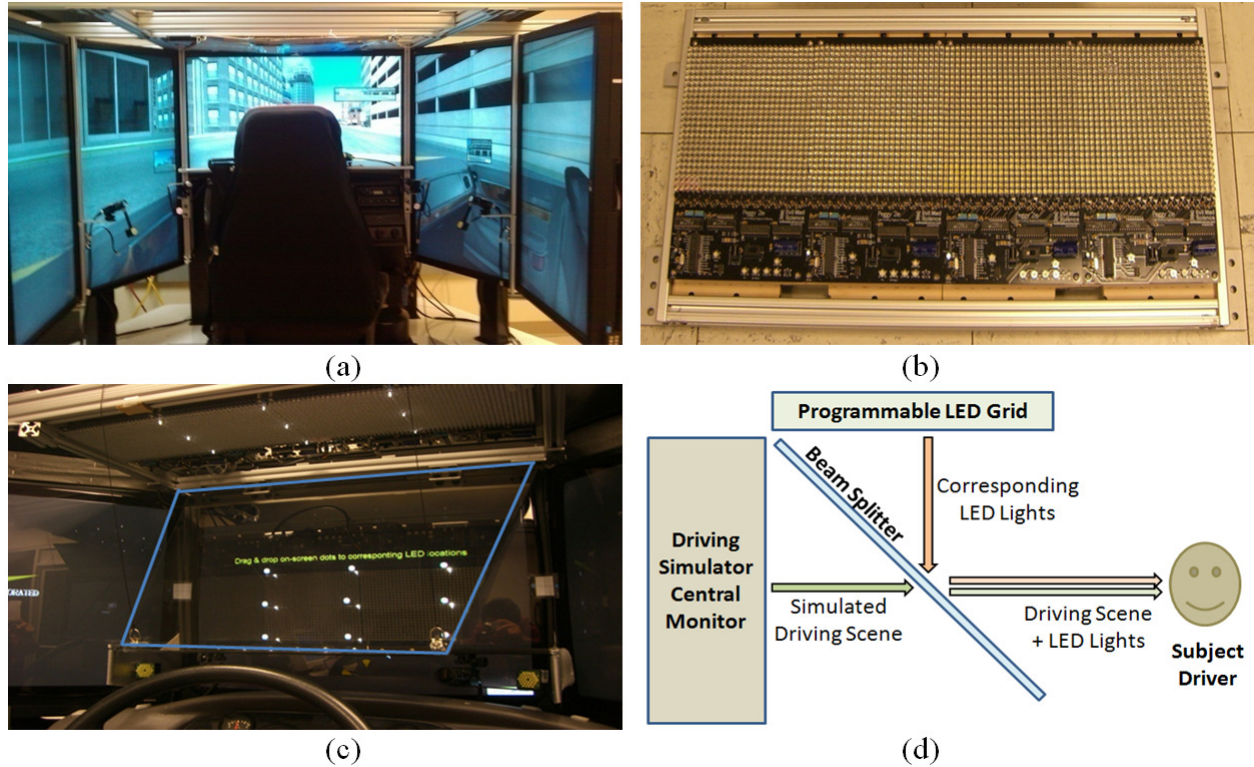 (a)
(b)
Drag & drop on-screen dots to corresponding LED locations
(c)
Programmable LED Grid
Beam Splitter
Corresponding
LED Lights
Driving
Simulator
Central
Monitor
Simulated
Driving Scene
Driving Scene
+ LED Lights
Subject
Driver
(d)